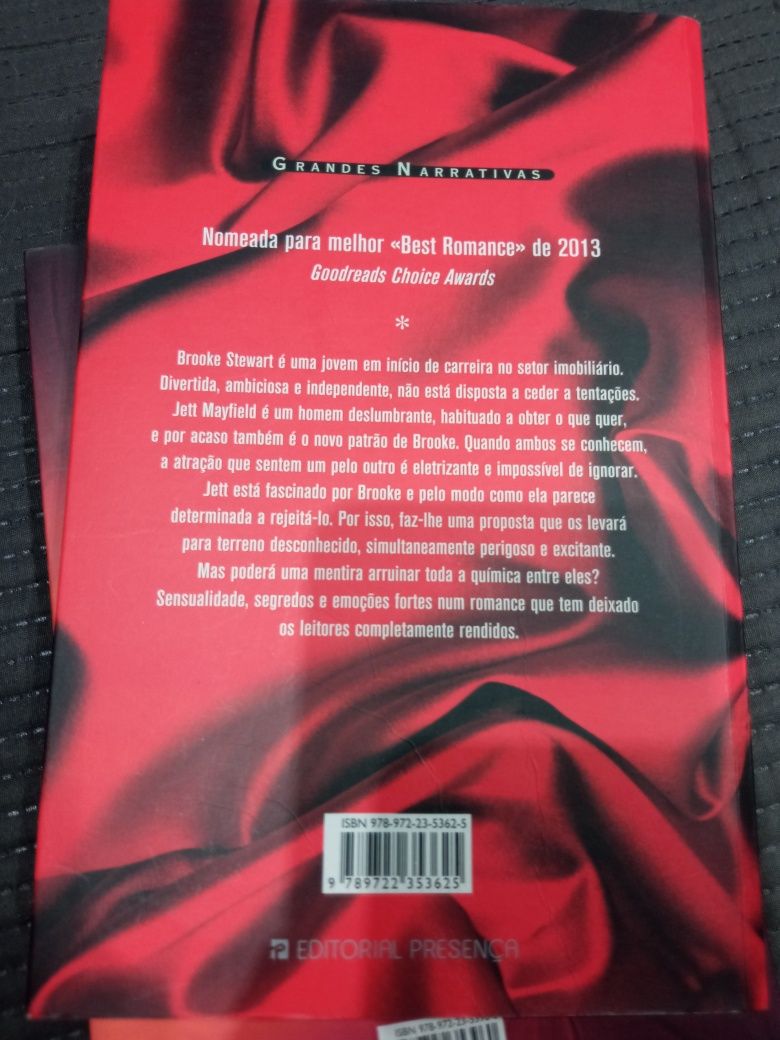 GRANDES NARRATIVAS
Nomeada para melhor «Best Romance» de 2013
Goodreads Choice Awards
*
Brooke Stewart é uma jovem em início de carreira no setor imobiliário.
Divertida, ambiciosa e independente, não está disposta a ceder a tentações.
Jett Mayfield é um homem deslumbrante, habituado a obter o que quer,
e por acaso também é o novo patrão de Brooke. Quando ambos se conhecem,
a atração que sentem um pelo outro é eletrizante e impossível de ignorar.
Jett está fascinado por Brooke e pelo modo como ela parece
determinada a rejeitá-lo. Por isso, faz-lhe uma proposta que os levará
para terreno desconhecido, simultaneamente perigoso e excitante.
Mas poderá uma mentira arruinar toda a química entre eles?
Sensualidade, segredos e emoções fortes num romance que tem deixado
os leitores completamente rendidos.
ISBN 978-972-23-5362-5
9 789722 353625
EDITORIAL PRESENÇA
ISBN